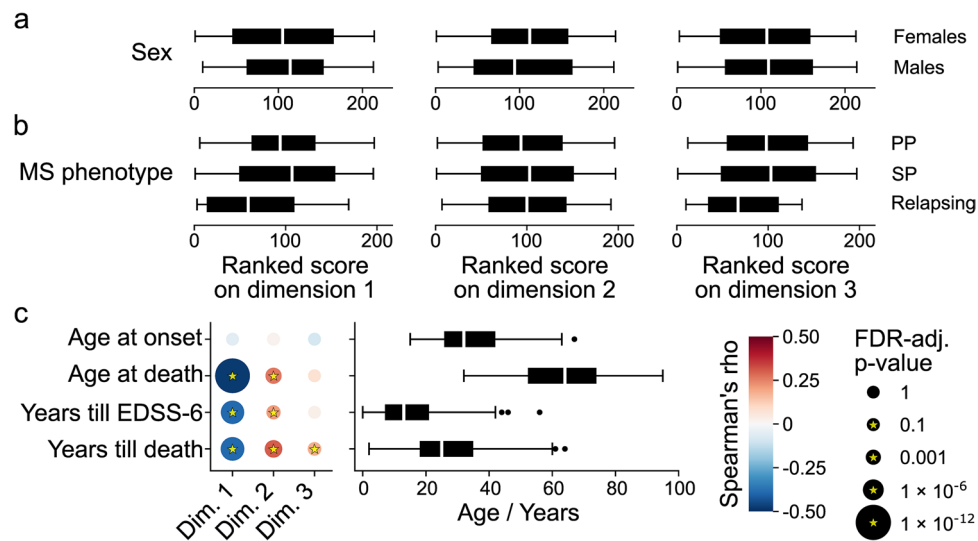 a
Sex
Females
Males
0 100 200 0 100 200 0 100 200
b
MS phenotype
PP
SP
Relapsing
0 100 200 0 100 200 0 100 200
Ranked score on dimension 1
Ranked score on dimension 2
Ranked score on dimension 3
c
Age at onset
Age at death
Years till EDSS-6
Years till death
Dim. 1
Dim. 2
Dim. 3
0 20 40 60 80 100
Age / Years
Spearman's rho
0.50
0.25
0
-0.25
-0.50
FDR-adj.
p-value
1
0.1
0.001
1 × 10⁻⁶
1 × 10⁻¹²